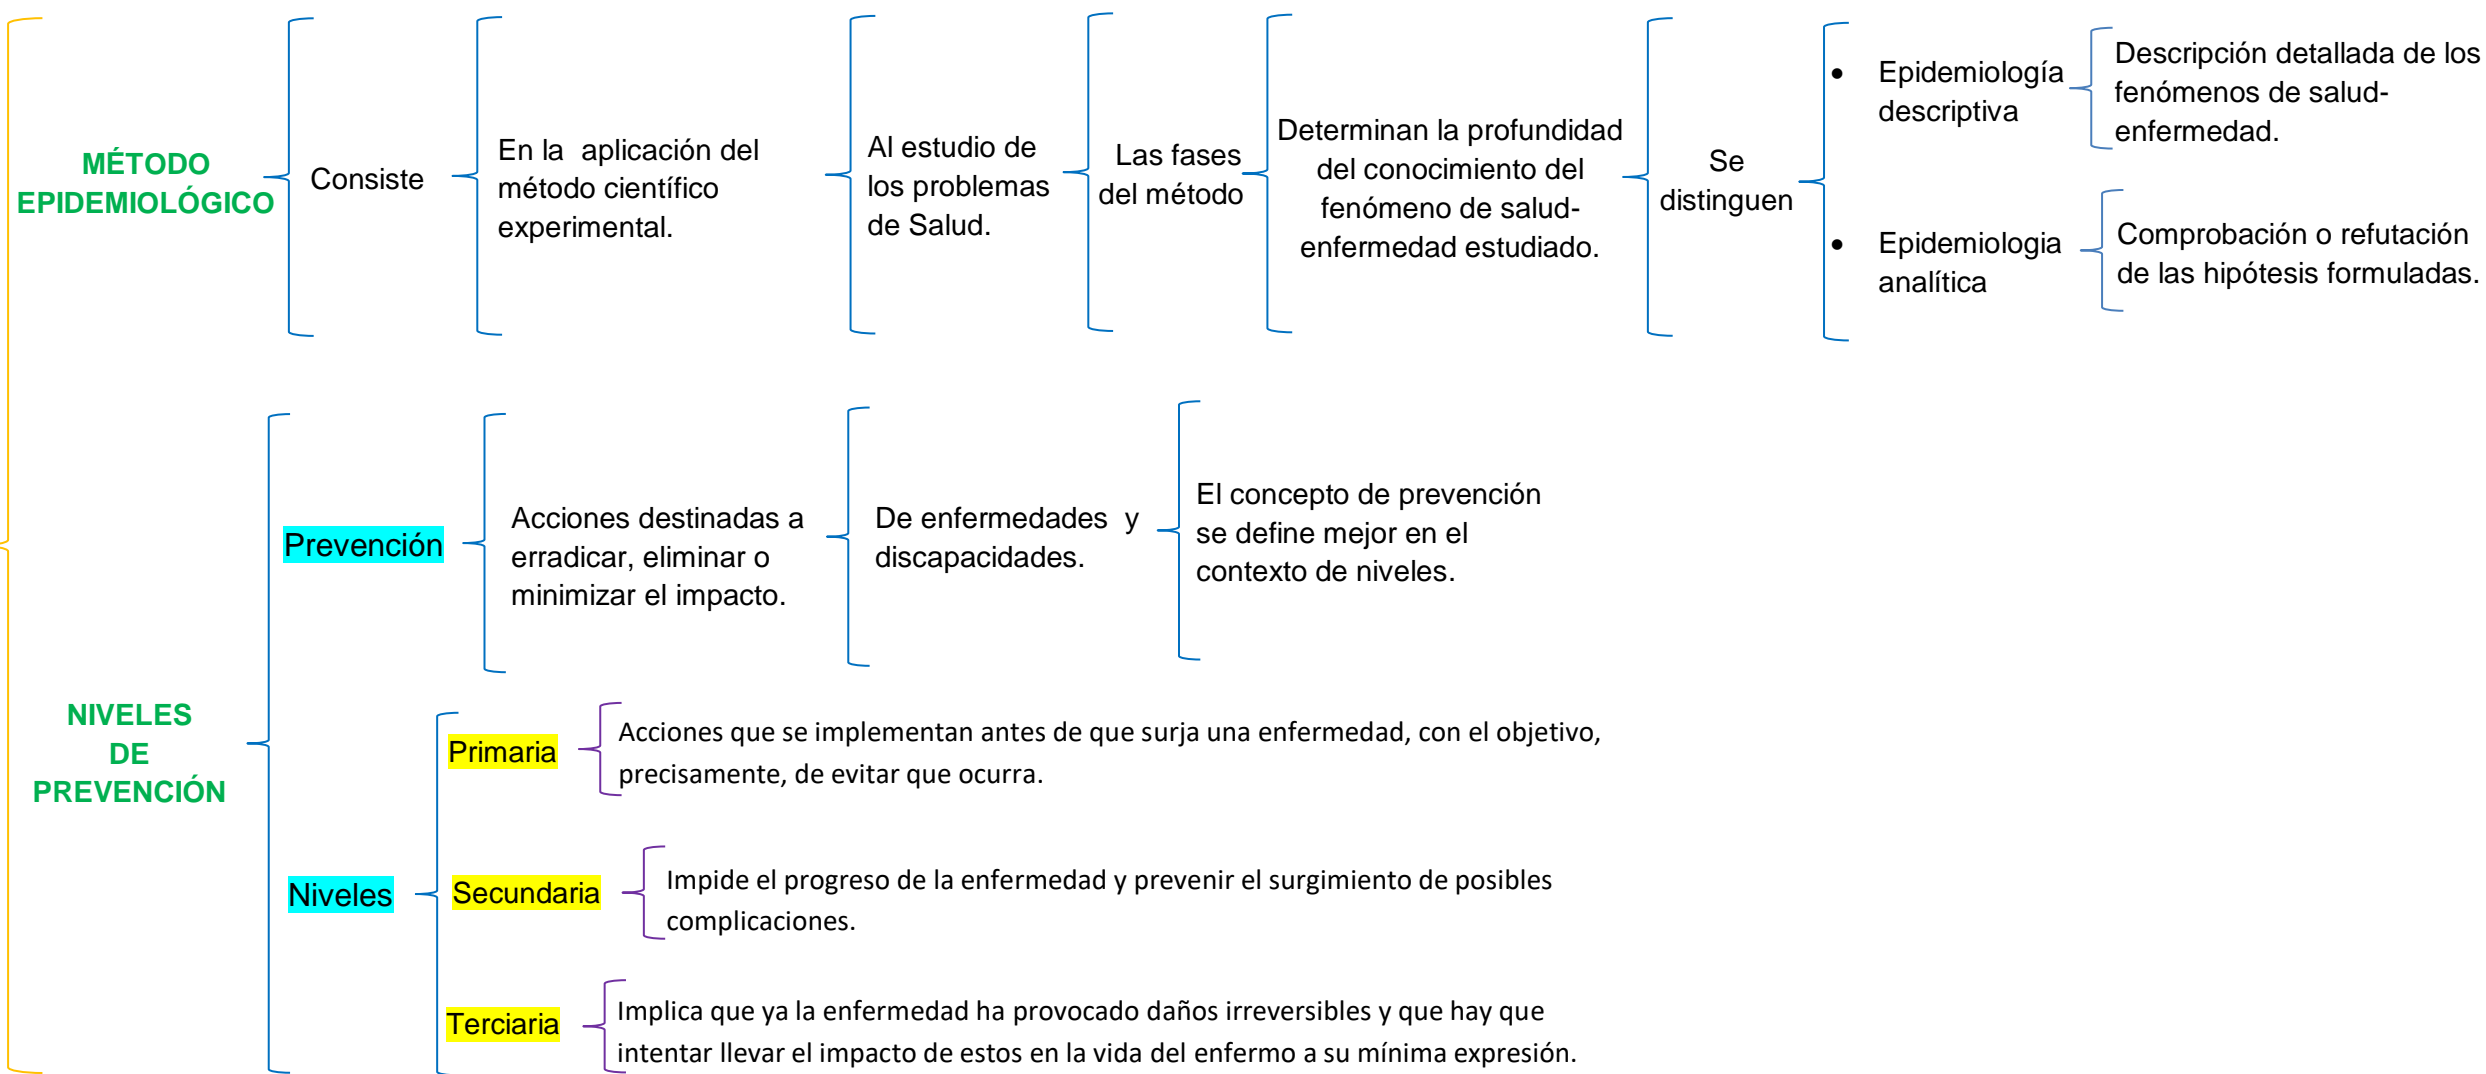 MÉTODO
EPIDEMIOLÓGICO
Consiste
En la  aplicación del
método científico
experimental.
Al estudio de
los problemas
de Salud.
Las fases
del método
Determinan la profundidad
del conocimiento del
fenómeno de salud-
enfermedad estudiado.
Se
distinguen
• Epidemiología
descriptiva
Descripción detallada de los
fenómenos de salud-
enfermedad.
• Epidemiologia
analítica
Comprobación o refutación
de las hipótesis formuladas.
NIVELES
DE
PREVENCIÓN
Prevención
Acciones destinadas a
erradicar, eliminar o
minimizar el impacto.
De enfermedades  y
discapacidades.
El concepto de prevención
se define mejor en el
contexto de niveles.
Niveles
Primaria
Acciones que se implementan antes de que surja una enfermedad, con el objetivo,
precisamente, de evitar que ocurra.
Secundaria
Impide el progreso de la enfermedad y prevenir el surgimiento de posibles
complicaciones.
Terciaria
Implica que ya la enfermedad ha provocado daños irreversibles y que hay que
intentar llevar el impacto de estos en la vida del enfermo a su mínima expresión.